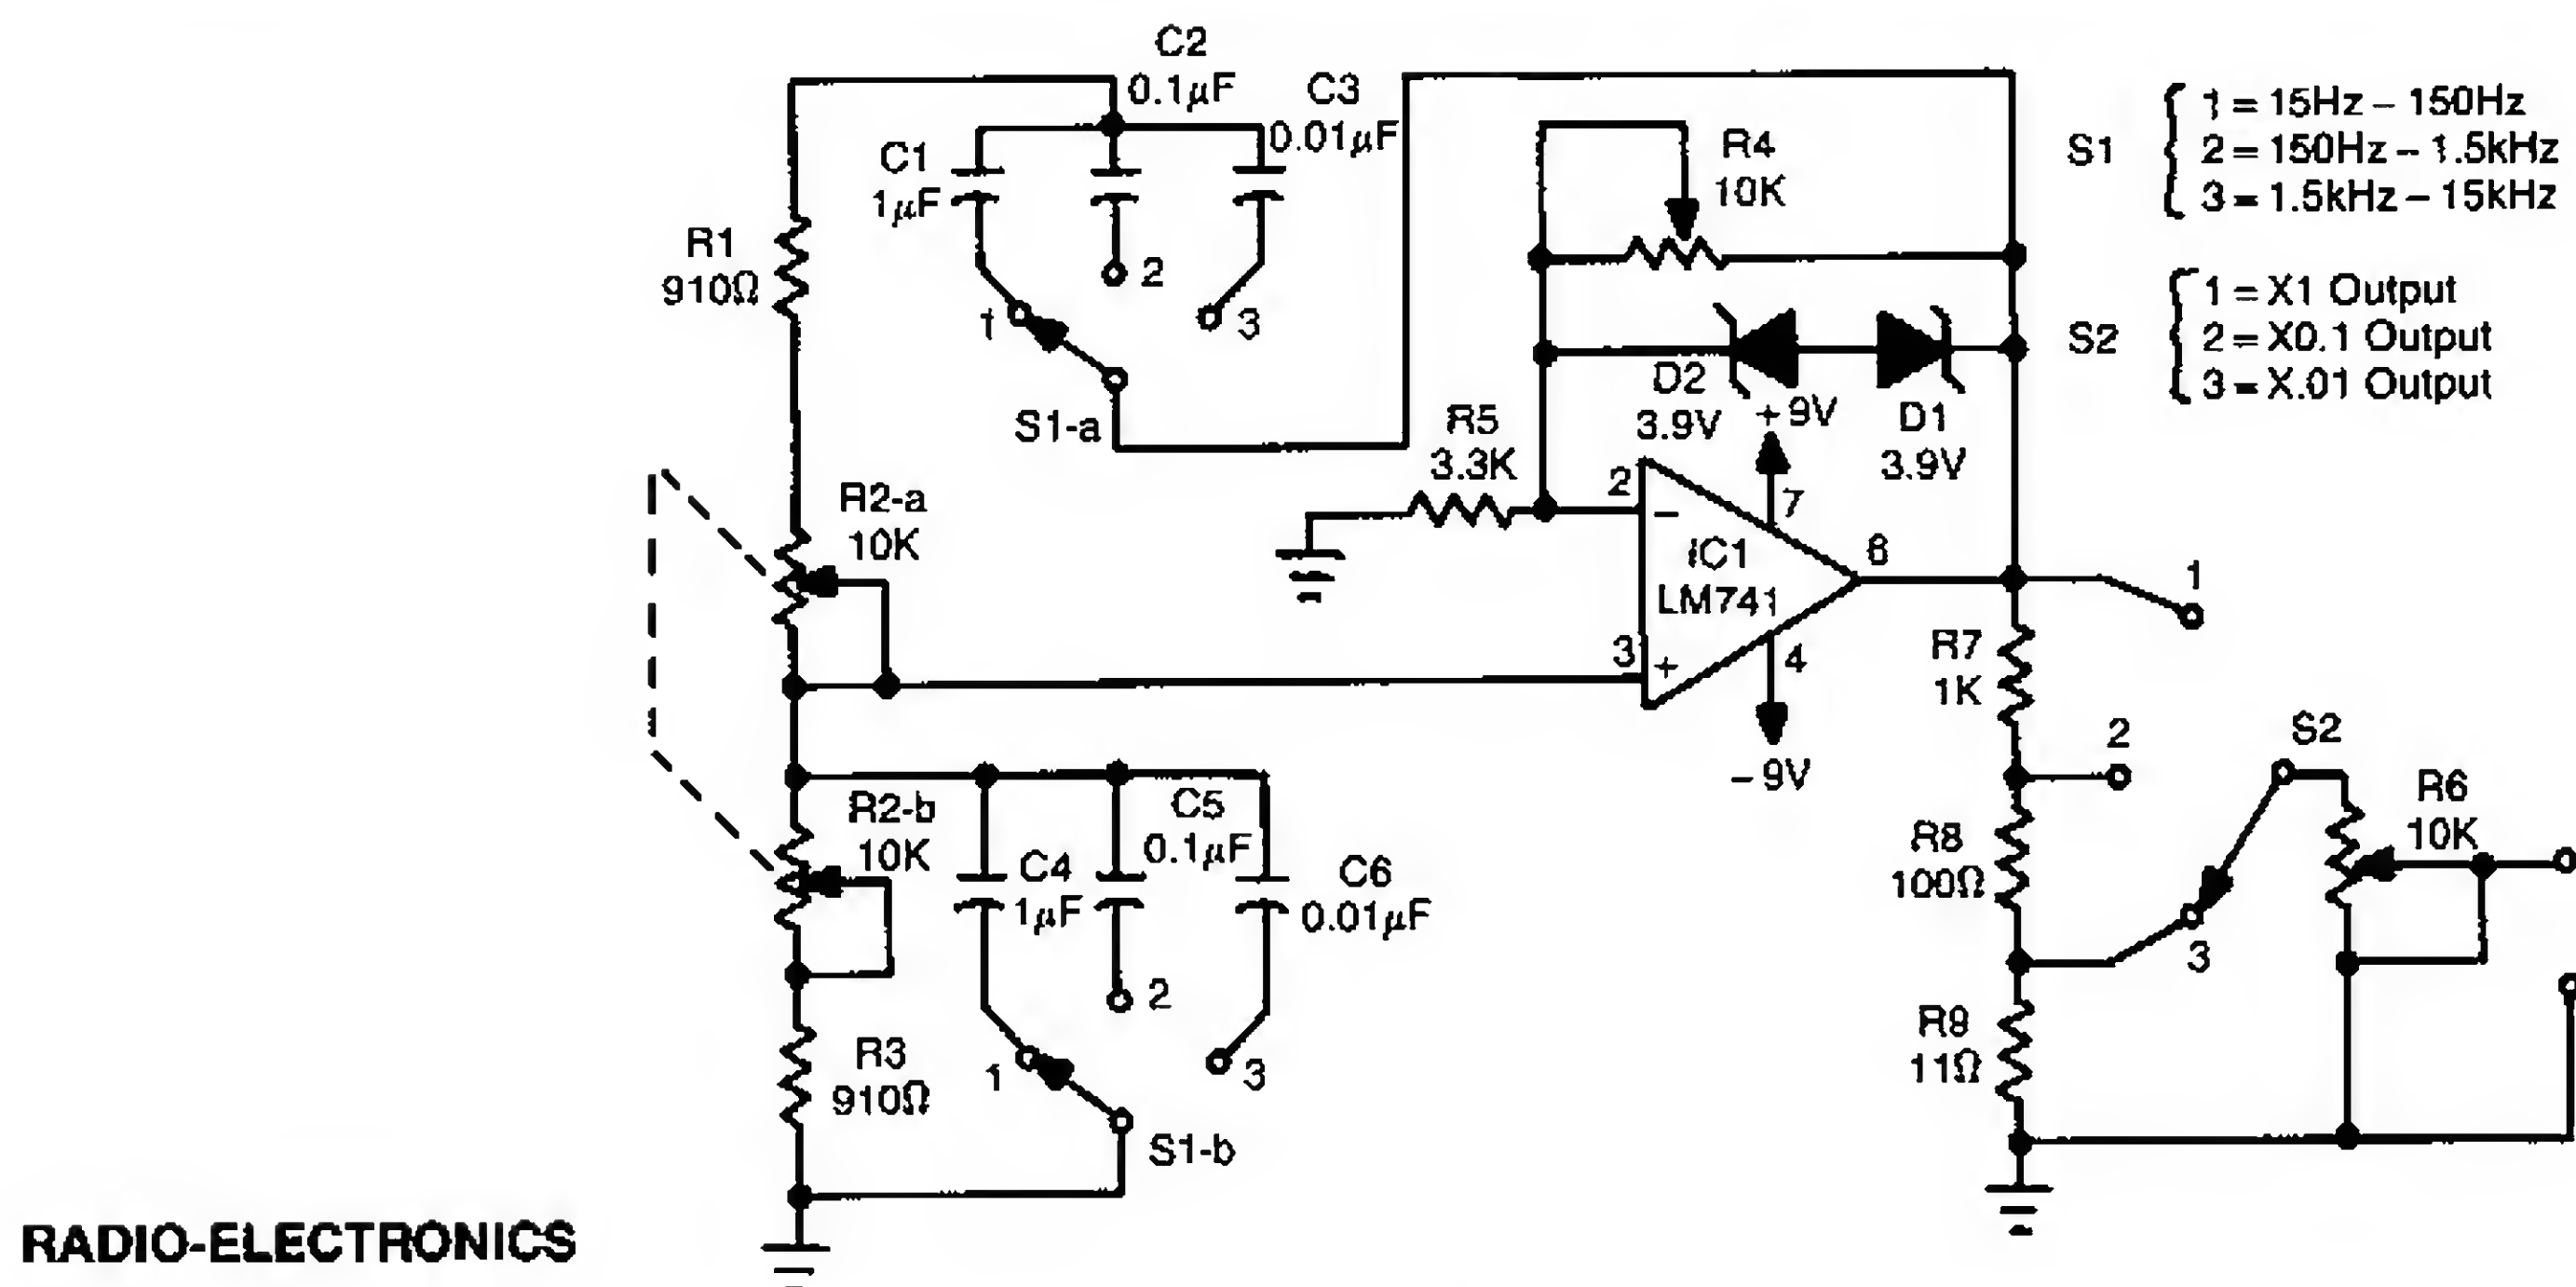 C2
0.1µF
C3
0.01µF
C1
1µF
2
1
3
S1-a
R1
910Ω
R4
10K
S1
1 = 15Hz – 150Hz
2 = 150Hz – 1.5kHz
3 = 1.5kHz – 15kHz
S2
1 = X1 Output
2 = X0.1 Output
3 = X.01 Output
D2
3.9V
+9V
D1
3.9V
R5
3.3K
2
–
7
IC1
LM741
6
3
+
4
–9V
1
R2-a
10K
R7
1K
2
S2
R6
10K
R8
100Ω
3
R9
11Ω
R2-b
10K
C5
0.1µF
C4
1µF
C6
0.01µF
2
1
3
R3
910Ω
S1-b
RADIO-ELECTRONICS